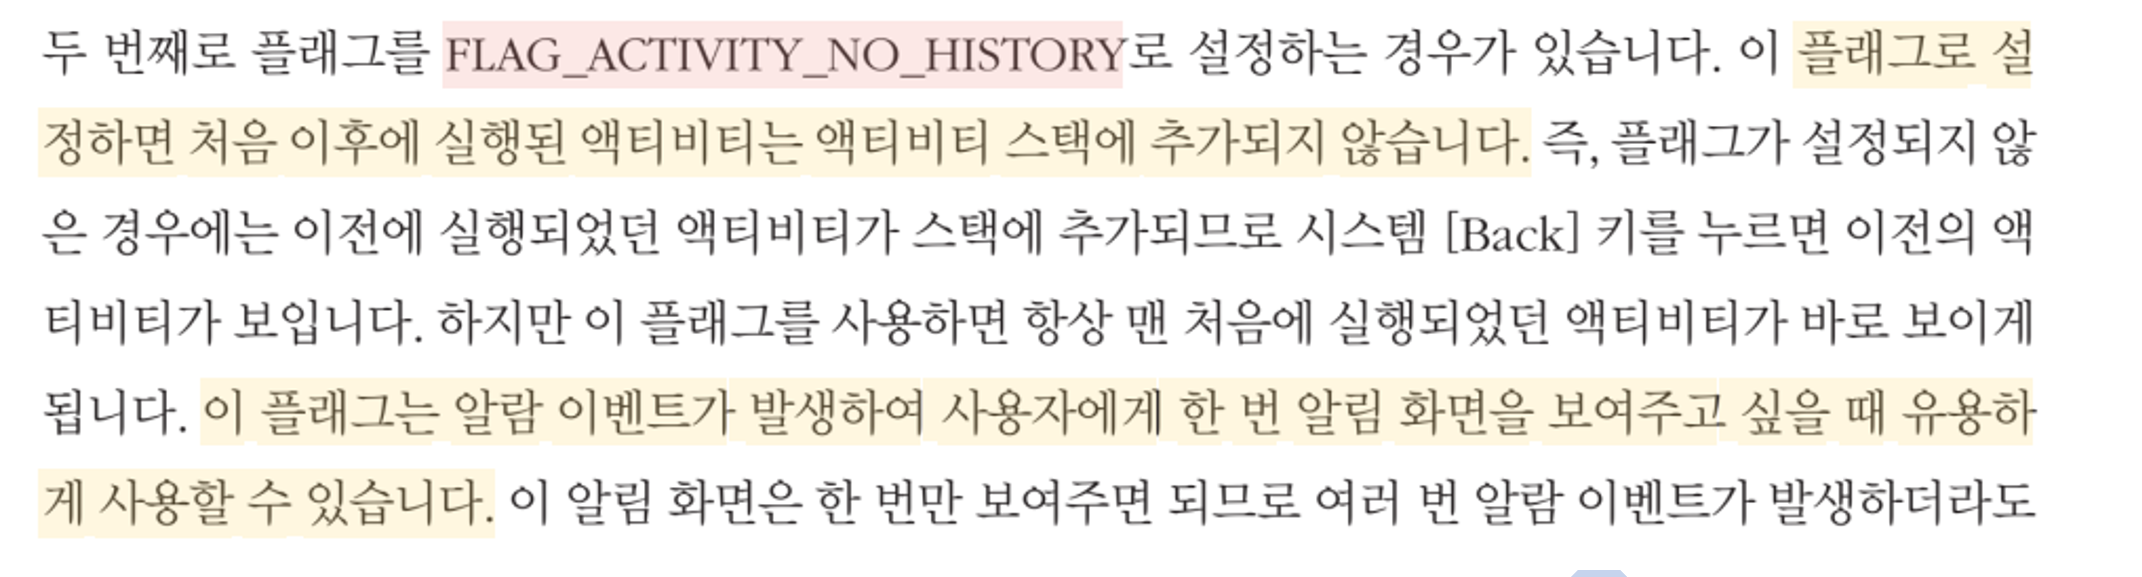 두 번째로 플래그를 FLAG_ACTIVITY_NO_HISTORY로 설정하는 경우가 있습니다. 이 플래그로 설
정하면 처음 이후에 실행된 액티비티는 액티비티 스택에 추가되지 않습니다. 즉, 플래그가 설정되지 않
은 경우에는 이전에 실행되었던 액티비티가 스택에 추가되므로 시스템 [Back] 키를 누르면 이전의 액
티비티가 보입니다. 하지만 이 플래그를 사용하면 항상 맨 처음에 실행되었던 액티비티가 바로 보이게
됩니다. 이 플래그는 알람 이벤트가 발생하여 사용자에게 한 번 알림 화면을 보여주고 싶을 때 유용하
게 사용할 수 있습니다. 이 알림 화면은 한 번만 보여주면 되므로 여러 번 알람 이벤트가 발생하더라도